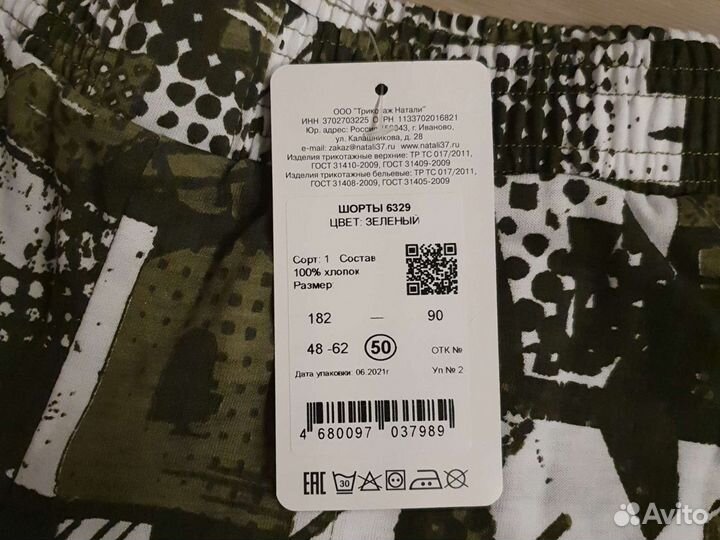 ООО "Трикотаж Натали"
ИНН 3702703225 ОГРН 1133702016821
Юр. адрес: Россия, 153043, г. Иваново,
ул. Калашникова, д. 28
e-mail: zakaz@natali37.ru www.natali37.ru
Изделия трикотажные верхние: ТР ТС 017/2011,
ГОСТ 31410-2009, ГОСТ 31409-2009
Изделия трикотажные бельевые: ТР ТС 017/2011,
ГОСТ 31408-2009, ГОСТ 31405-2009
ШОРТЫ 6329
ЦВЕТ: ЗЕЛЕНЫЙ
Сорт: 1 Состав
100% хлопок
Размер:
182 — 90
48 -62 50 ОТК №
Дата упаковки: 06.2021г Уп № 2
4 680097 037989
EAC 30
Avito